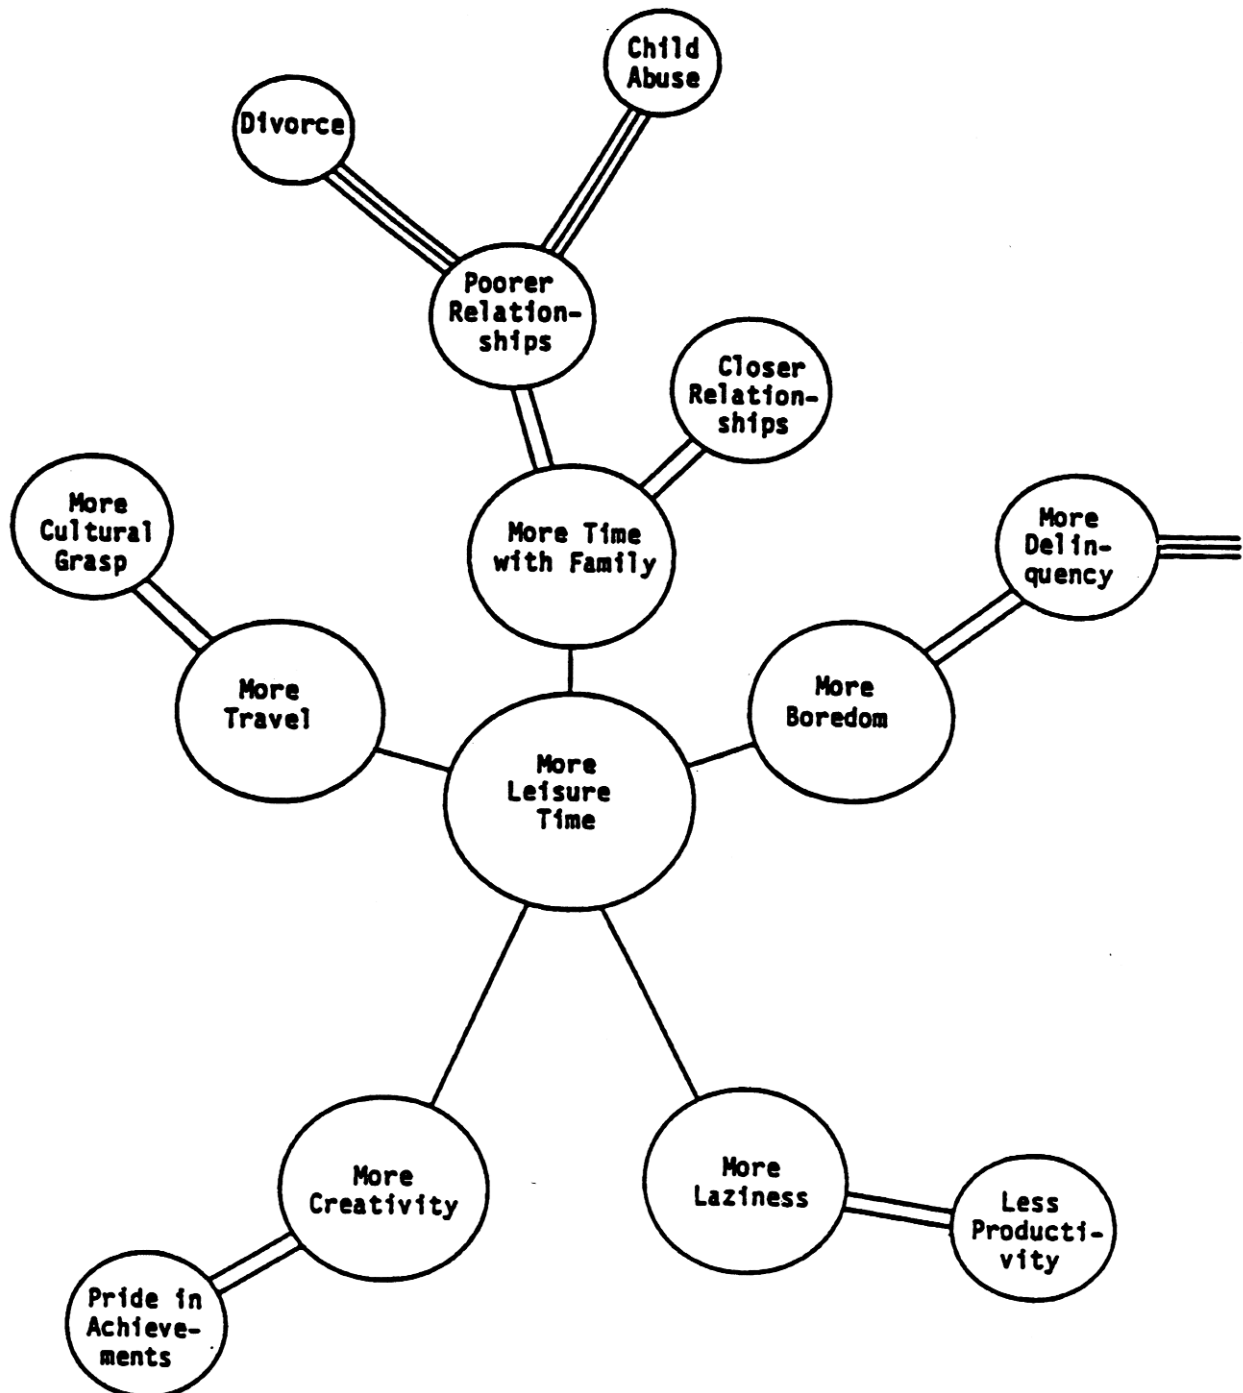 Child
Abuse
Divorce
Poorer
Relation-
ships
Closer
Relation-
ships
More
Cultural
Grasp
More Time
with Family
More
Delin-
quency
More
Travel
More
Boredom
More
Leisure
Time
More
Creativity
More
Laziness
Less
Producti-
vity
Pride in
Achieve-
ments